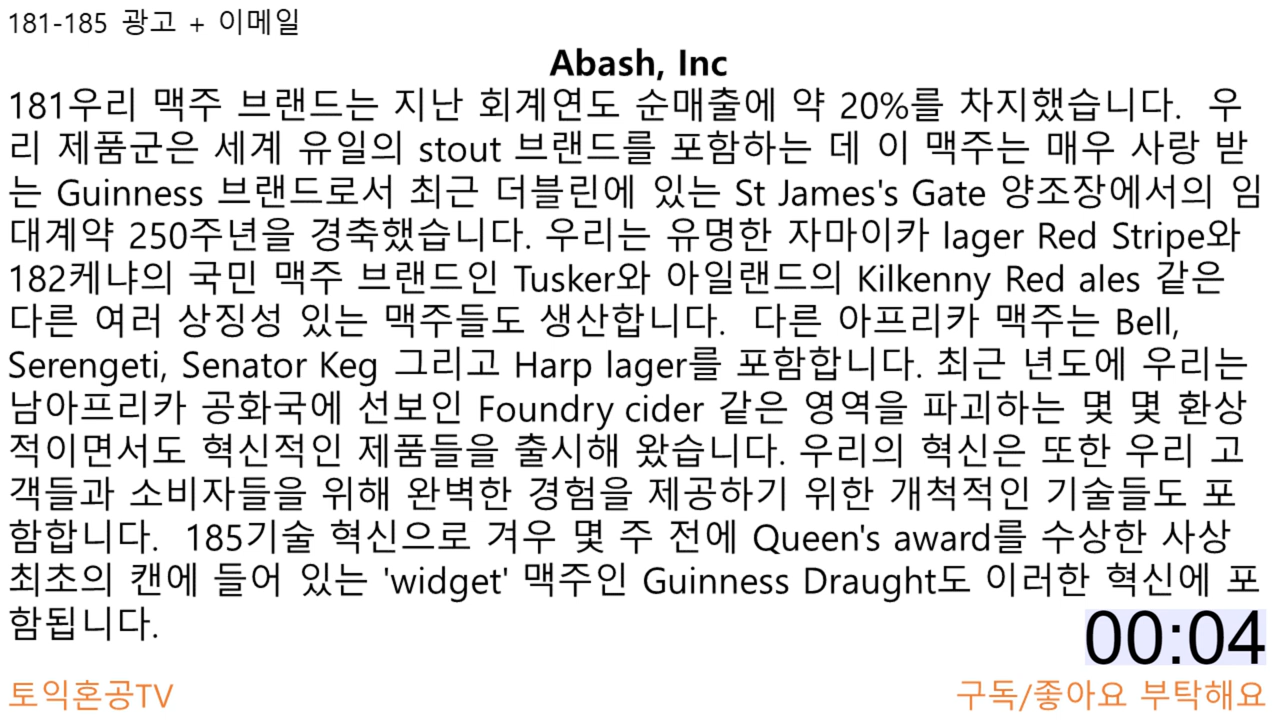 181-185 광고 + 이메일
Abash, Inc
181우리 맥주 브랜드는 지난 회계연도 순매출에 약 20%를 차지했습니다. 우
리 제품군은 세계 유일의 stout 브랜드를 포함하는 데 이 맥주는 매우 사랑 받
는 Guinness 브랜드로서 최근 더블린에 있는 St James's Gate 양조장에서의 임
대계약 250주년을 경축했습니다. 우리는 유명한 자마이카 lager Red Stripe와
182케냐의 국민 맥주 브랜드인 Tusker와 아일랜드의 Kilkenny Red ales 같은
다른 여러 상징성 있는 맥주들도 생산합니다. 다른 아프리카 맥주는 Bell,
Serengeti, Senator Keg 그리고 Harp lager를 포함합니다. 최근 년도에 우리는
남아프리카 공화국에 선보인 Foundry cider 같은 영역을 파괴하는 몇 몇 환상
적이면서도 혁신적인 제품들을 출시해 왔습니다. 우리의 혁신은 또한 우리 고
객들과 소비자들을 위해 완벽한 경험을 제공하기 위한 개척적인 기술들도 포
함합니다. 185기술 혁신으로 겨우 몇 주 전에 Queen's award를 수상한 사상
최초의 캔에 들어 있는 'widget' 맥주인 Guinness Draught도 이러한 혁신에 포
함됩니다.
00:04
토익혼공TV
구독/좋아요 부탁해요